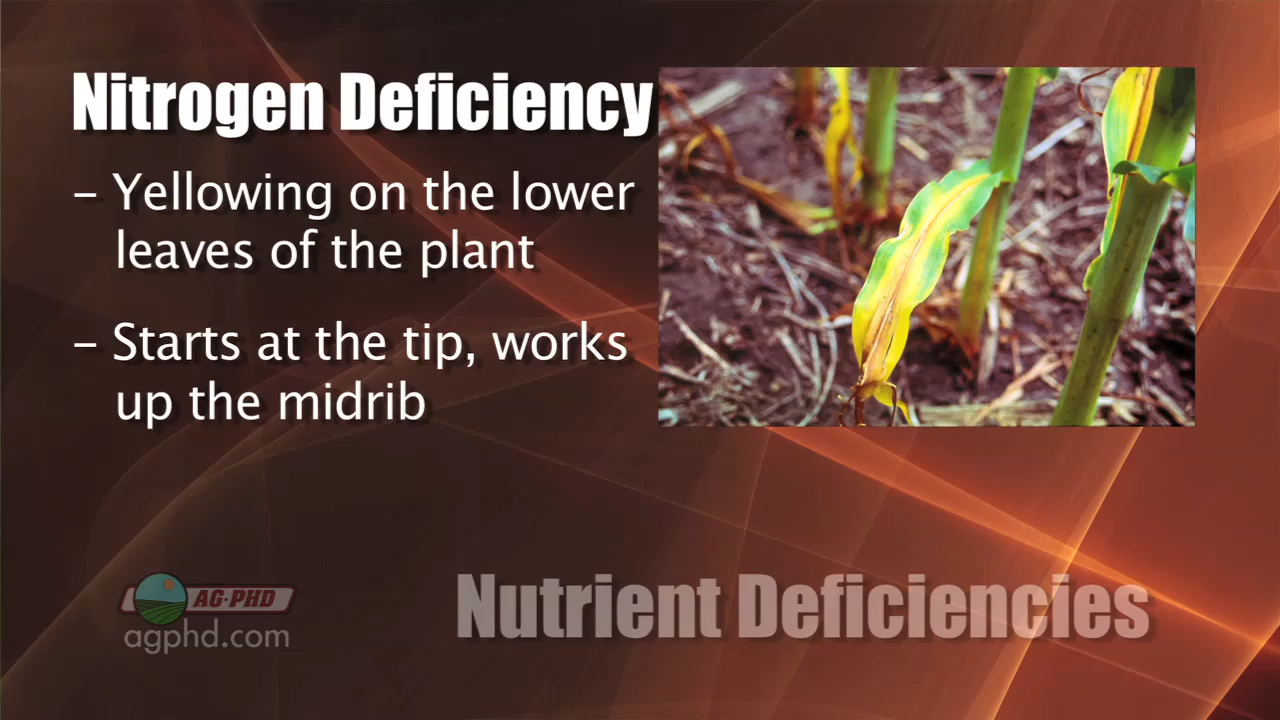 Nitrogen Deficiency
– Yellowing on the lower
leaves of the plant
– Starts at the tip, works
up the midrib
AG-PHD
agphd.com
Nutrient Deficiencies